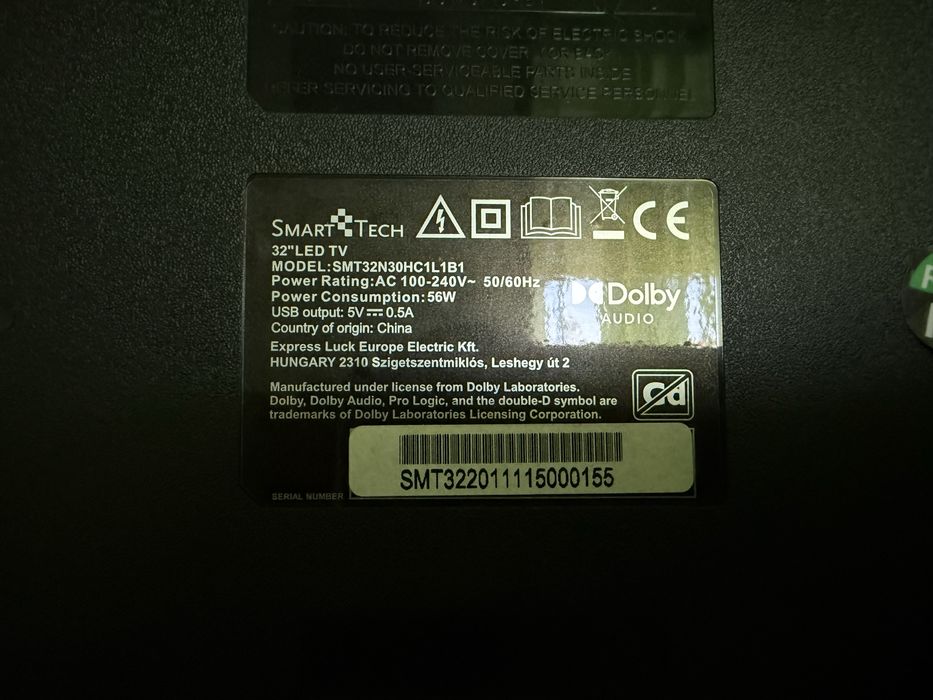 CAUTION: TO REDUCE THE RISK OF ELECTRIC SHOCK
DO NOT REMOVE COVER (OR BACK
NO USER-SERVICEABLE PARTS INSIDE
REFER SERVICING TO QUALIFIED SERVICE PERSONNEL
SMART TECH
32"LED TV
MODEL:SMT32N30HC1L1B1
Power Rating:AC 100-240V~ 50/60Hz
Power Consumption:56W
USB output: 5V⎓0.5A
Country of origin: China
Dolby
AUDIO
Express Luck Europe Electric Kft.
HUNGARY 2310 Szigetszentmiklós, Leshegy út 2
Manufactured under license from Dolby Laboratories.
Dolby, Dolby Audio, Pro Logic, and the double-D symbol are
trademarks of Dolby Laboratories Licensing Corporation.
Cd
SMT322011115000155
SERIAL NUMBER